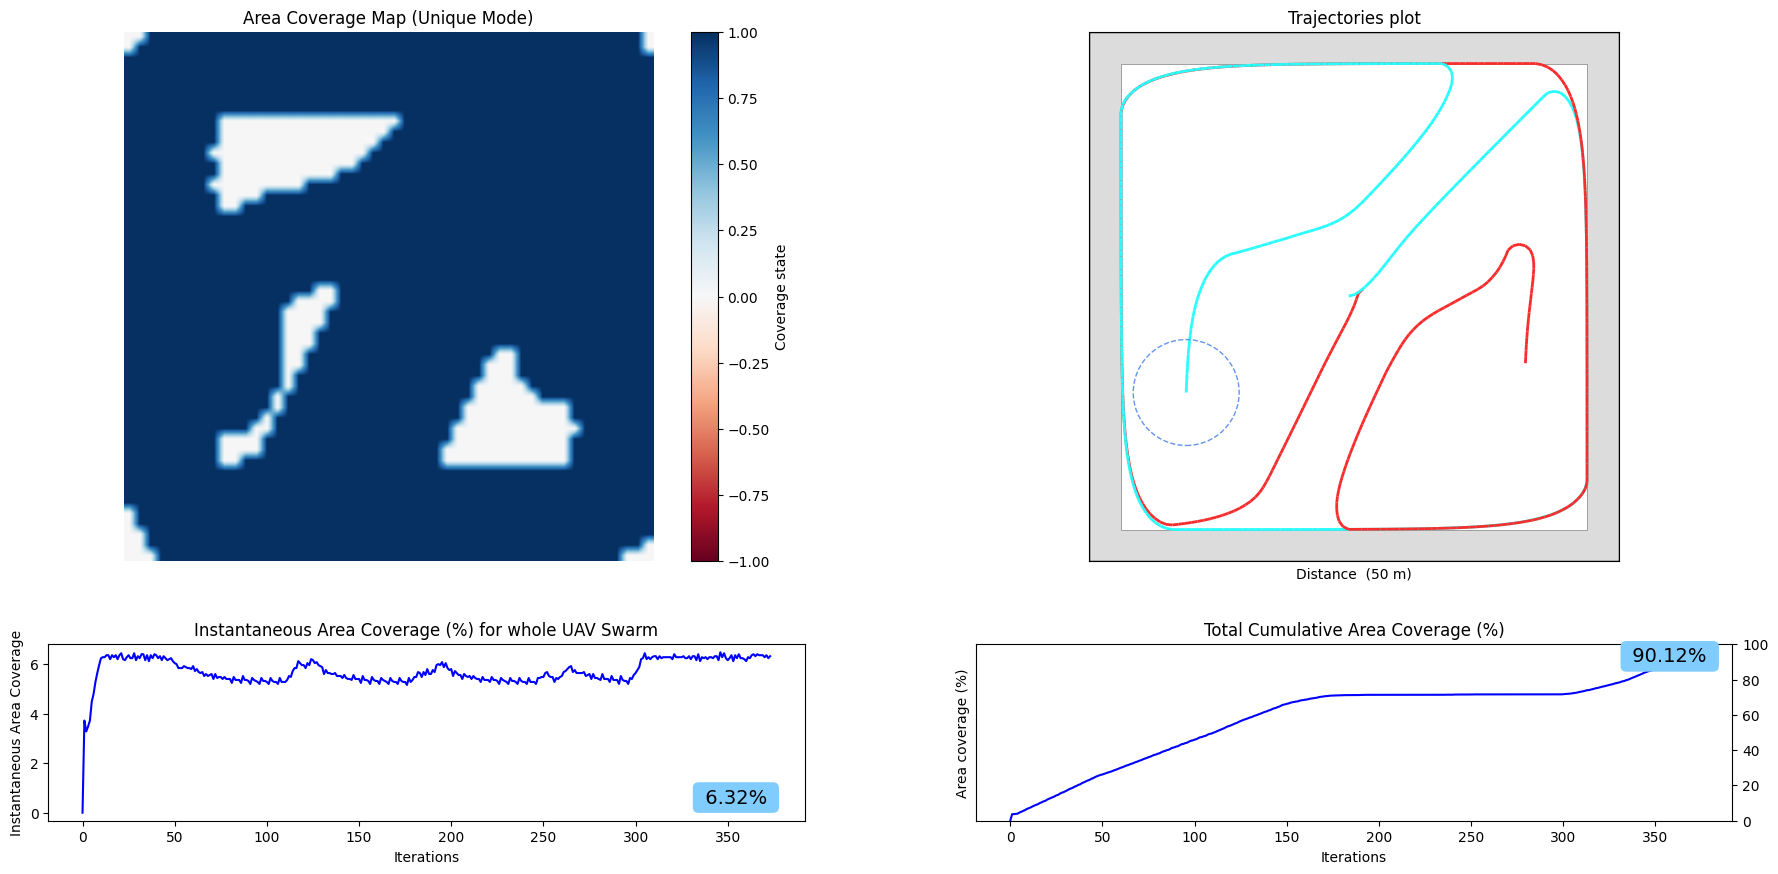 Area Coverage Map (Unique Mode)
1.00
0.75
0.50
0.25
0.00
−0.25
−0.50
−0.75
−1.00
Coverage state
Trajectories plot
Distance  (50 m)
Instantaneous Area Coverage (%) for whole UAV Swarm
Instantaneous Area Coverage
6
4
2
0
6.32%
0 50 100 150 200 250 300 350
Iterations
Total Cumulative Area Coverage (%)
Area coverage (%)
90.12%
100
80
60
40
20
0
0 50 100 150 200 250 300 350
Iterations